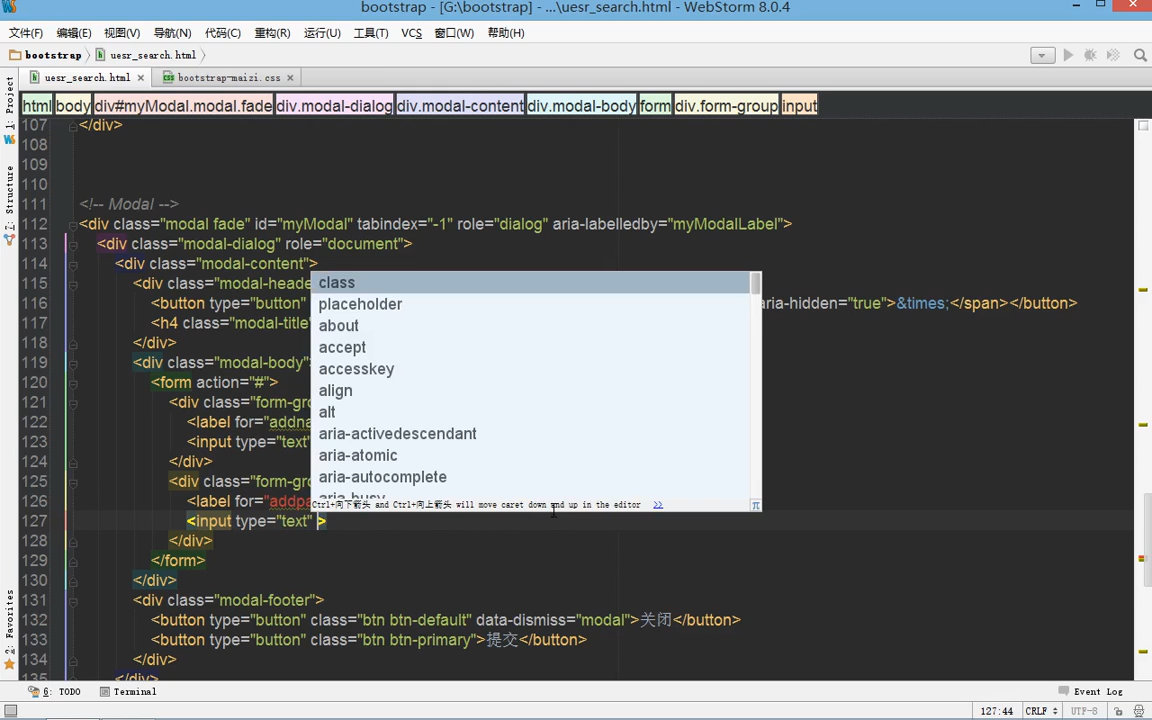 bootstrap - [G:\bootstrap] - ...\uesr_search.html - WebStorm 8.0.4
文件(F) 编辑(E) 视图(V) 导航(N) 代码(C) 重构(R) 运行(U) 工具(T) VCS 窗口(W) 帮助(H)
bootstrap uesr_search.html
uesr_search.html bootstrap-maizi.css
html body div#myModal.modal.fade div.modal-dialog div.modal-content div.modal-body form div.form-group input
107 </div>
108
109
110
111 <!-- Modal -->
112 <div class="modal fade" id="myModal" tabindex="-1" role="dialog" aria-labelledby="myModalLabel">
113 <div class="modal-dialog" role="document">
114 <div class="modal-content">
115 <div class="modal-heade
116 <button type="button" aria-hidden="true">&times;</span></button>
117 <h4 class="modal-title"
118 </div>
119 <div class="modal-body"
120 <form action="#">
121 <div class="form-gro
122 <label for="addna
123 <input type="text"
124 </div>
125 <div class="form-gro
126 <label for="addpa
127 <input type="text" >
128 </div>
129 </form>
130 </div>
131 <div class="modal-footer">
132 <button type="button" class="btn btn-default" data-dismiss="modal">关闭</button>
133 <button type="button" class="btn btn-primary">提交</button>
134 </div>
135 </div>
class
placeholder
about
accept
accesskey
align
alt
aria-activedescendant
aria-atomic
aria-autocomplete
aria-busy
Ctrl+向下箭头 and Ctrl+向上箭头 will move caret down and up in the editor >> π
1: Project
7: Structure
2: Favorites
6: TODO Terminal Event Log
127:44 CRLF UTF-8